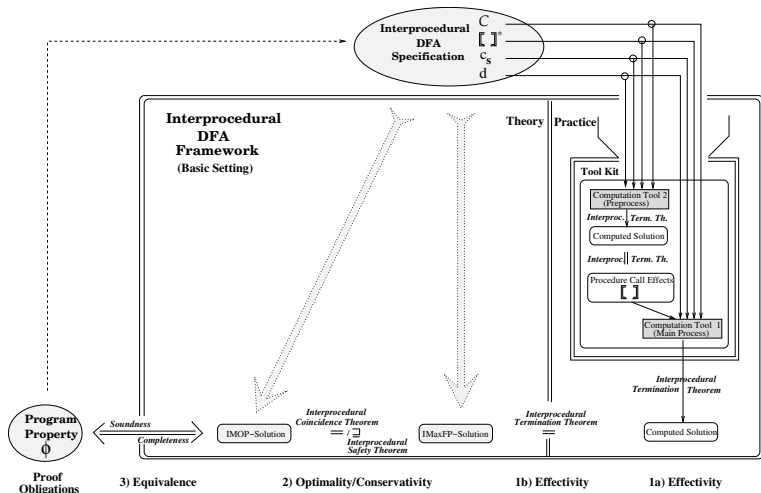 Interprocedural
DFA
Specification
C
⟦ ⟧*
c_s
d
Interprocedural
DFA
Framework
(Basic Setting)
Theory
Practice
Tool Kit
Computation Tool 2
(Preprocess)
Interproc. Term. Th.
Computed Solution
Interproc. Term. Th.
Procedure Call Effects
⟦ ⟧
Computation Tool 1
(Main Process)
Interprocedural
Termination Theorem
Computed Solution
Program
Property
ϕ
Soundness
Completeness
IMOP-Solution
Interprocedural
Coincidence Theorem
= / ⊒
Interprocedural
Safety Theorem
IMaxFP-Solution
Interprocedural
Termination Theorem
=
Proof
Obligations
3) Equivalence
2) Optimality/Conservativity
1b) Effectivity
1a) Effectivity